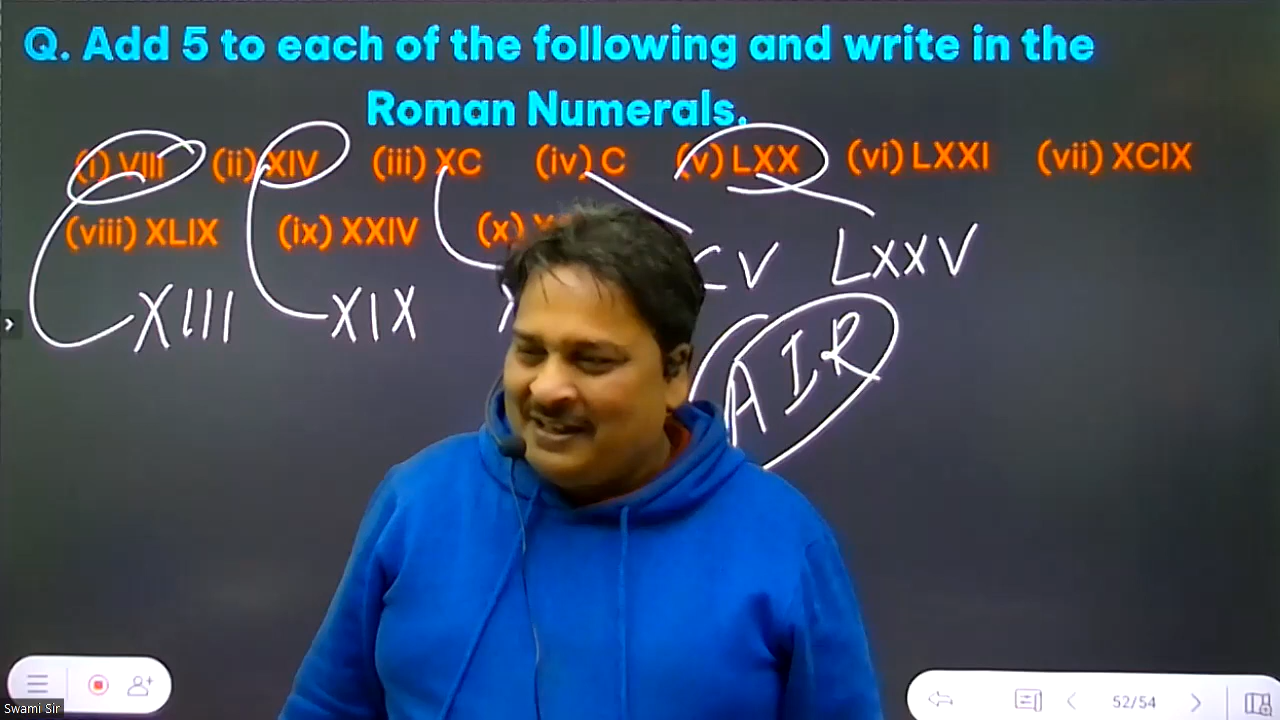 Q. Add 5 to each of the following and write in the
Roman Numerals.
(i) VIII (ii) XIV (iii) XC (iv) C (v) LXX (vi) LXXI (vii) XCIX
(viii) XLIX (ix) XXIV (x)
CV LXXV
XIII XIX
AIR
Swami Sir
52/54